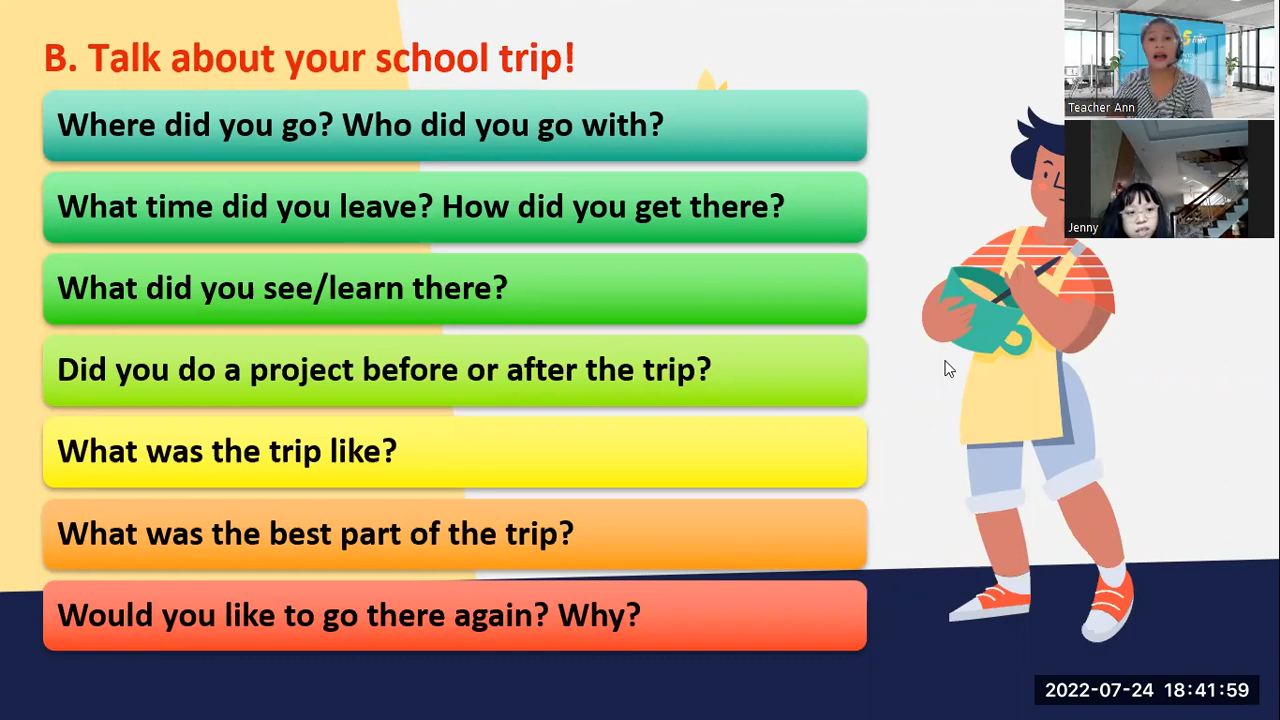 B. Talk about your school trip!
Where did you go? Who did you go with?
What time did you leave? How did you get there?
What did you see/learn there?
Did you do a project before or after the trip?
What was the trip like?
What was the best part of the trip?
Would you like to go there again? Why?
Teacher Ann
Jenny
2022-07-24 18:41:59